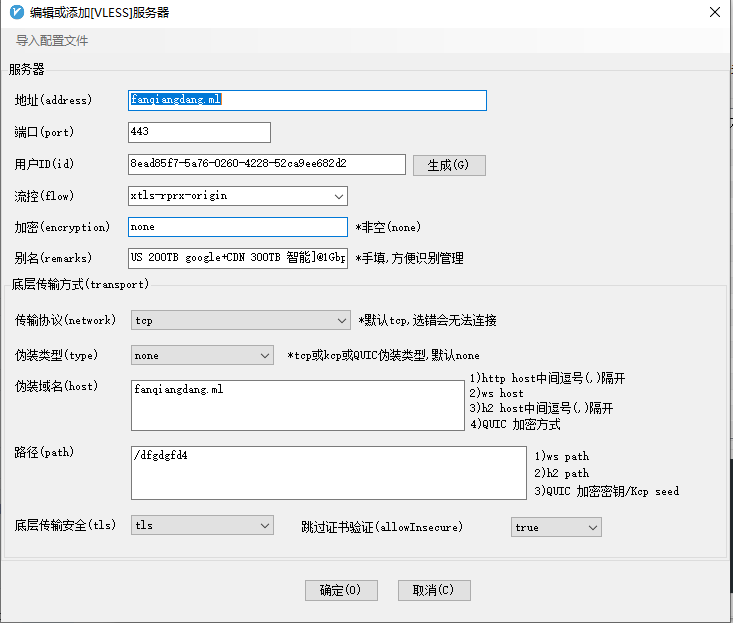 编辑或添加[VLESS]服务器
导入配置文件
服务器
地址(address) fanqiangdang.ml
端口(port) 443
用户ID(id) 8ead85f7-5a76-0260-4228-52ca9ee682d2 生成(G)
流控(flow) xtls-rprx-origin
加密(encryption) none *非空(none)
别名(remarks) US 200TB google+CDN 300TB 智能]@1Gbp *手填,方便识别管理
底层传输方式(transport)
传输协议(network) tcp *默认tcp,选错会无法连接
伪装类型(type) none *tcp或kcp或QUIC伪装类型,默认none
伪装域名(host) fanqiangdang.ml
1)http host中间逗号(,)隔开
2)ws host
3)h2 host中间逗号(,)隔开
4)QUIC 加密方式
路径(path) /dfgdgfd4
1)ws path
2)h2 path
3)QUIC 加密密钥/Kcp seed
底层传输安全(tls) tls 跳过证书验证(allowInsecure) true
确定(O) 取消(C)